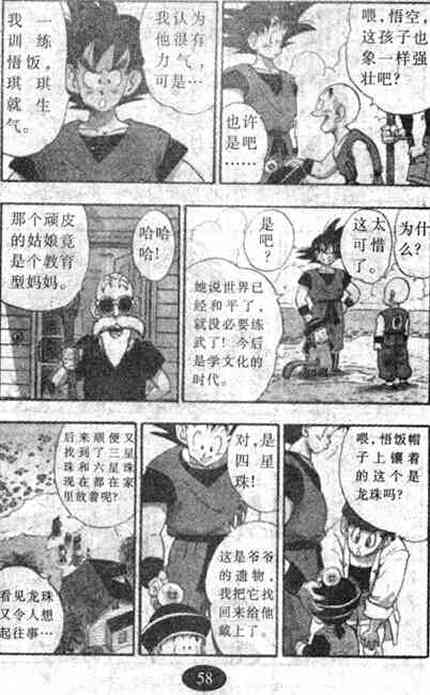 喂，悟空，
这孩子也
象一样强
壮吧？
也许
是吧
……
我认为
他很有
力气，
可是…
我一
训练
悟饭，
琪琪
就生
气。
为什
么？
这太
可惜
了。
是
吧？
她说世界已
经和平了，
就没必要练
武了！今后
是学文化的
时代。
哈哈
哈！
那个顽皮
的姑娘竟
是个教育
型妈妈。
喂，悟饭帽
子上镶着
的这个是
龙珠吗？
对，是
四星
珠！
这是爷爷
的遗物，
我把它找
回来给他
戴上了。
后来顺便又
找到了三星
珠和六星珠
现在都在家
里放着呢？
看见龙珠
又令人想
起往事…
58